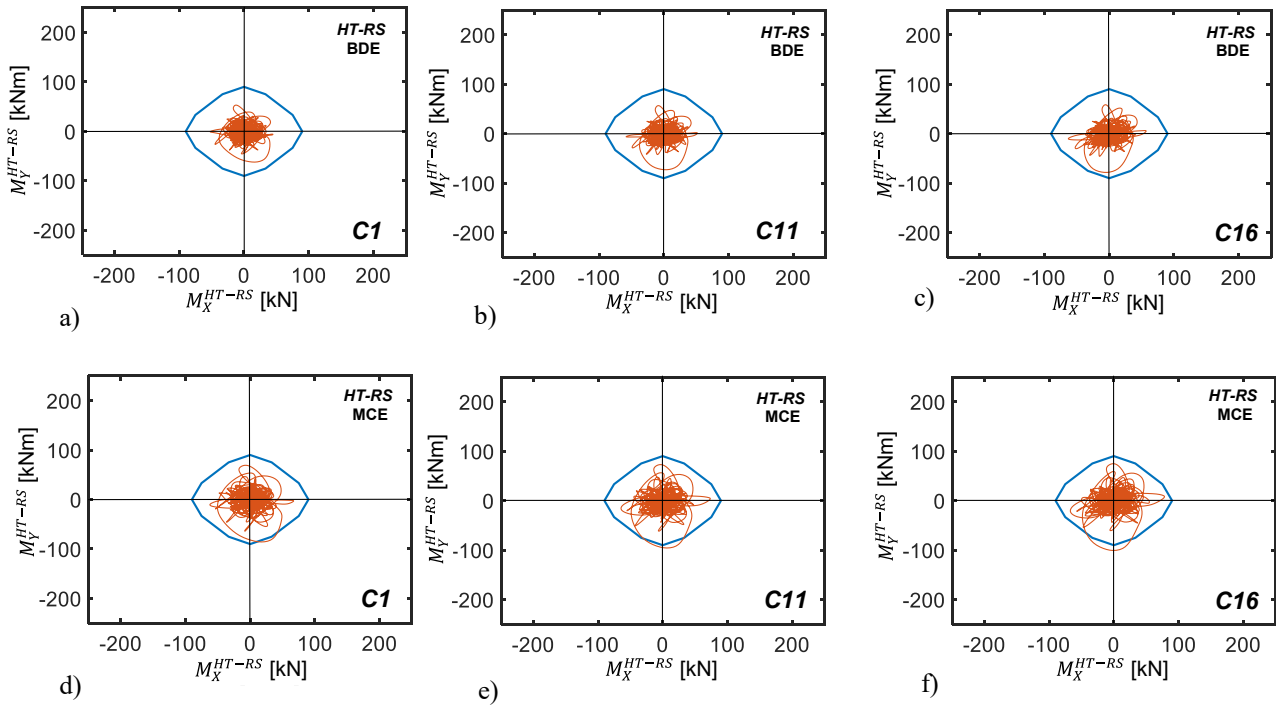 200
100
0
-100
-200
M_Y^{HT-RS} [kNm]
HT-RS
BDE
C1
-200 -100 0 100 200
M_X^{HT-RS} [kN]
a)
200
100
0
-100
-200
M_Y^{HT-RS} [kNm]
HT-RS
BDE
C11
-200 -100 0 100 200
M_X^{HT-RS} [kN]
b)
200
100
0
-100
-200
M_Y^{HT-RS} [kNm]
HT-RS
BDE
C16
-200 -100 0 100 200
M_X^{HT-RS} [kN]
c)
200
100
0
-100
-200
M_Y^{HT-RS} [kNm]
HT-RS
MCE
C1
-200 -100 0 100 200
M_X^{HT-RS} [kN]
d)
200
100
0
-100
-200
M_Y^{HT-RS} [kNm]
HT-RS
MCE
C11
-200 -100 0 100 200
M_X^{HT-RS} [kN]
e)
200
100
0
-100
-200
M_Y^{HT-RS} [kNm]
HT-RS
MCE
C16
-200 -100 0 100 200
M_X^{HT-RS} [kN]
f)